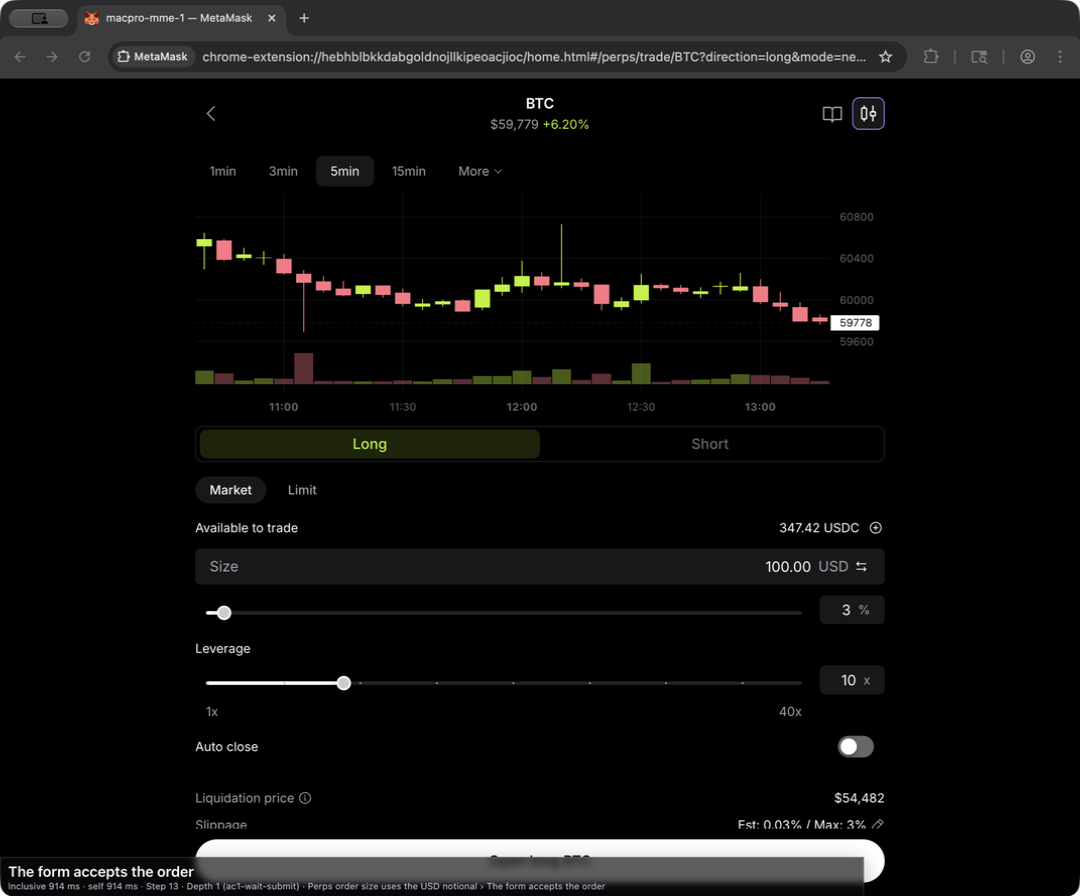 macpro-mme-1 — MetaMask
MetaMask
chrome-extension://hebhhlbkkdabgoldnojllkipeoacjioc/home.html#/perps/trade/BTC?direction=long&mode=ne...
BTC
$59,779 +6.20%
1min 3min 5min 15min More
60800
60400
60000
59778
59600
11:00 11:30 12:00 12:30 13:00
Long Short
Market Limit
Available to trade 347.42 USDC
Size 100.00 USD
3 %
Leverage
10 x
1x 40x
Auto close
Liquidation price $54,482
Slippage Est: 0.03% / Max: 3%
The form accepts the order
Inclusive 914 ms · self 914 ms · Step 13 · Depth 1 (ac1-wait-submit) · Perps order size uses the USD notional › The form accepts the order